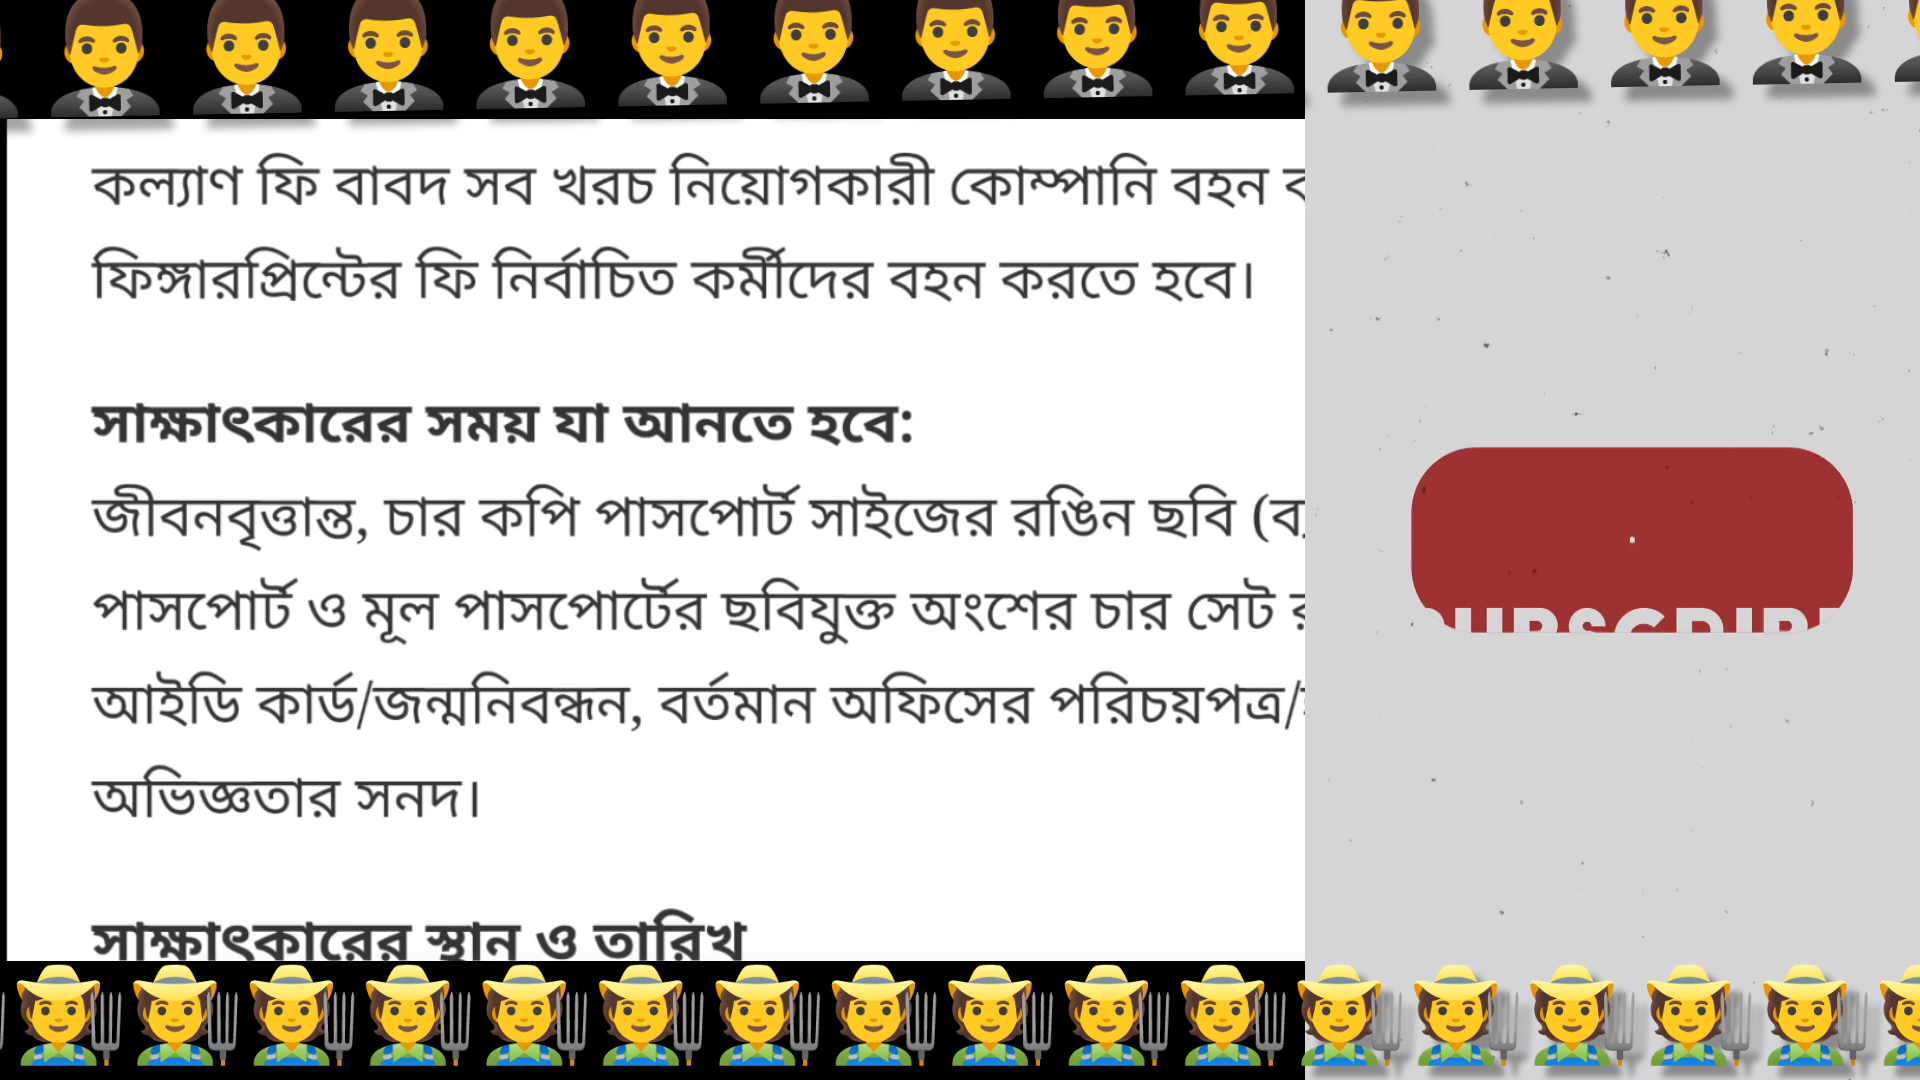 কল্যাণ ফি বাবদ সব খরচ নিয়োগকারী কোম্পানি বহন
ফিঙ্গারপ্রিন্টের ফি নির্বাচিত কর্মীদের বহন করতে হবে।
সাক্ষাৎকারের সময় যা আনতে হবে:
জীবনবৃত্তান্ত, চার কপি পাসপোর্ট সাইজের রঙিন ছবি
পাসপোর্ট ও মূল পাসপোর্টের ছবিযুক্ত অংশের চার সেট
আইডি কার্ড/জন্মনিবন্ধন, বর্তমান অফিসের পরিচয়পত্র/
অভিজ্ঞতার সনদ।
সাক্ষাৎকারের স্থান ও তারিখ